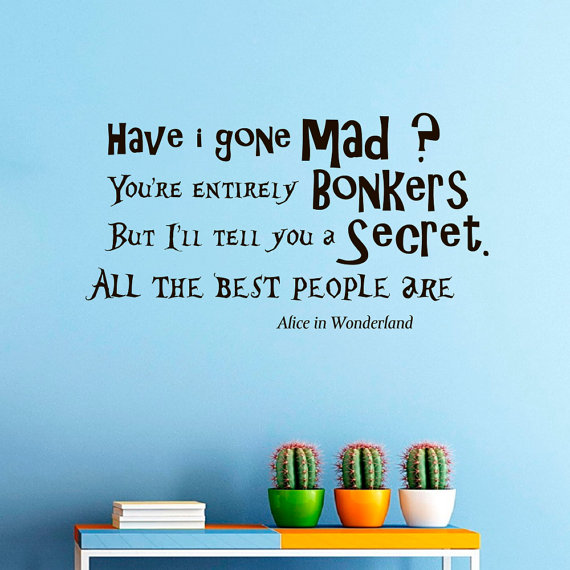 Have i gone Mad ?
You're entirely Bonkers
But I'll tell you a Secret.
All the best people are
Alice in Wonderland